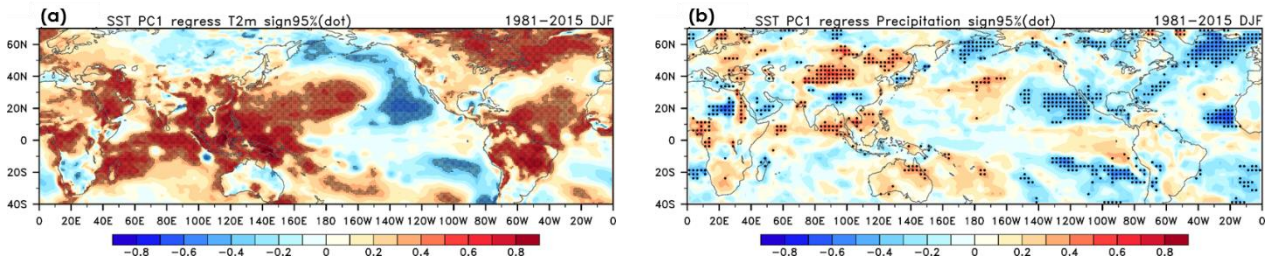 (a) SST PC1 regress T2m sign95%(dot) 1981-2015 DJF
60N
40N
20N
0
20S
40S
0 20E 40E 60E 80E 100E 120E 140E 160E 180 160W 140W 120W 100W 80W 60W 40W 20W 0
-0.8 -0.6 -0.4 -0.2 0 0.2 0.4 0.6 0.8
(b) SST PC1 regress Precipitation sign95%(dot) 1981-2015 DJF
60N
40N
20N
0
20S
40S
0 20E 40E 60E 80E 100E 120E 140E 160E 180 160W 140W 120W 100W 80W 60W 40W 20W 0
-0.8 -0.6 -0.4 -0.2 0 0.2 0.4 0.6 0.8